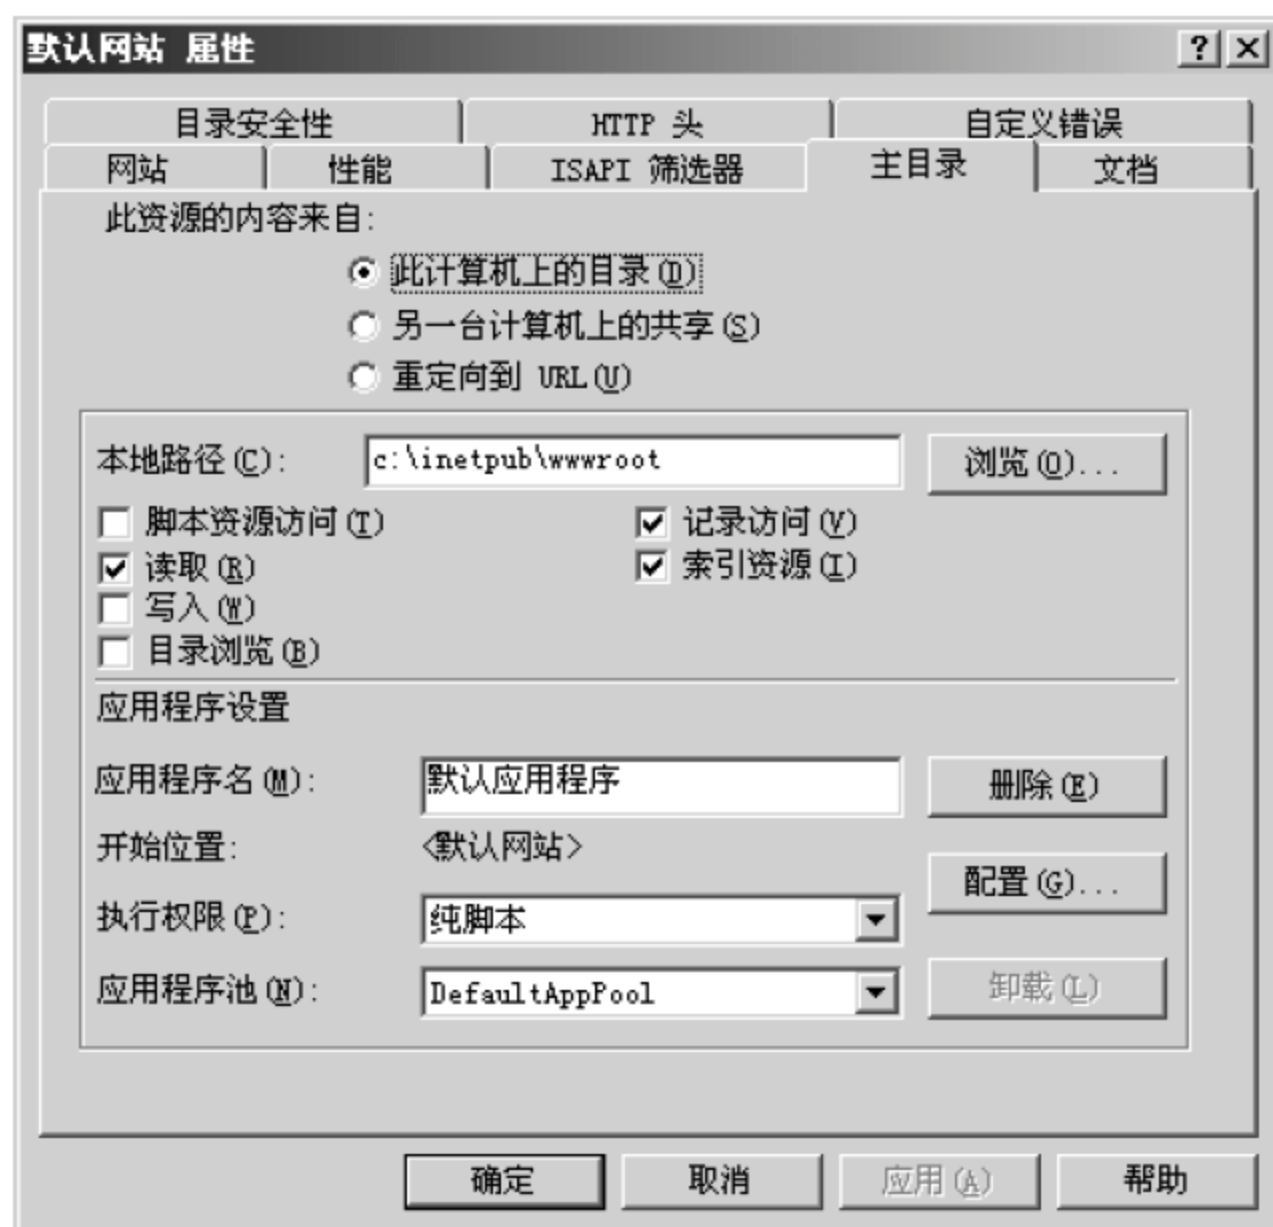 默认网站 属性
目录安全性 HTTP 头 自定义错误
网站 性能 ISAPI 筛选器 主目录 文档
此资源的内容来自:
此计算机上的目录(D)
另一台计算机上的共享(S)
重定向到 URL(U)
本地路径(C): c:\inetpub\wwwroot 浏览(O)...
脚本资源访问(T) 记录访问(V)
读取(R) 索引资源(I)
写入(W)
目录浏览(B)
应用程序设置
应用程序名(M): 默认应用程序 删除(E)
开始位置: <默认网站>
配置(G)...
执行权限(P): 纯脚本
应用程序池(N): DefaultAppPool 卸载(L)
确定 取消 应用(A) 帮助